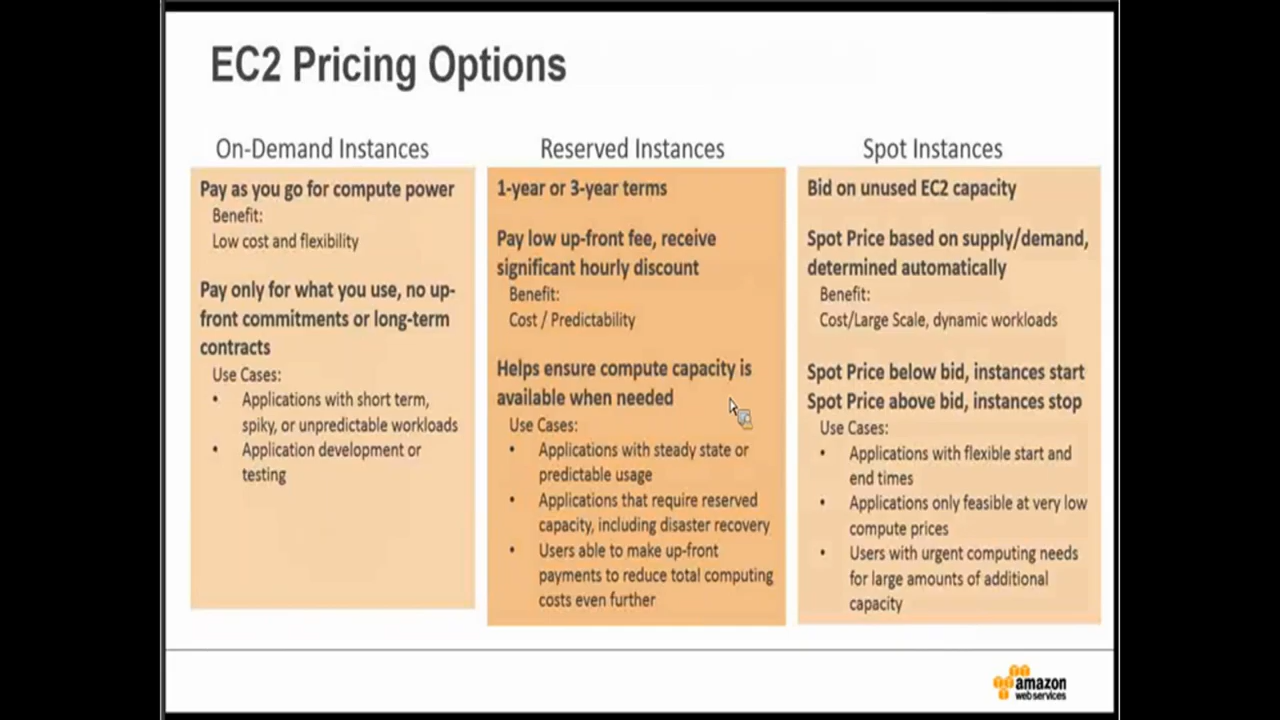 EC2 Pricing Options
On-Demand Instances
Pay as you go for compute power
Benefit:
Low cost and flexibility
Pay only for what you use, no up-
front commitments or long-term
contracts
Use Cases:
• Applications with short term,
spiky, or unpredictable workloads
• Application development or
testing
Reserved Instances
1-year or 3-year terms
Pay low up-front fee, receive
significant hourly discount
Benefit:
Cost / Predictability
Helps ensure compute capacity is
available when needed
Use Cases:
• Applications with steady state or
predictable usage
• Applications that require reserved
capacity, including disaster recovery
• Users able to make up-front
payments to reduce total computing
costs even further
Spot Instances
Bid on unused EC2 capacity
Spot Price based on supply/demand,
determined automatically
Benefit:
Cost/Large Scale, dynamic workloads
Spot Price below bid, instances start
Spot Price above bid, instances stop
Use Cases:
• Applications with flexible start and
end times
• Applications only feasible at very low
compute prices
• Users with urgent computing needs
for large amounts of additional
capacity
amazon
web services